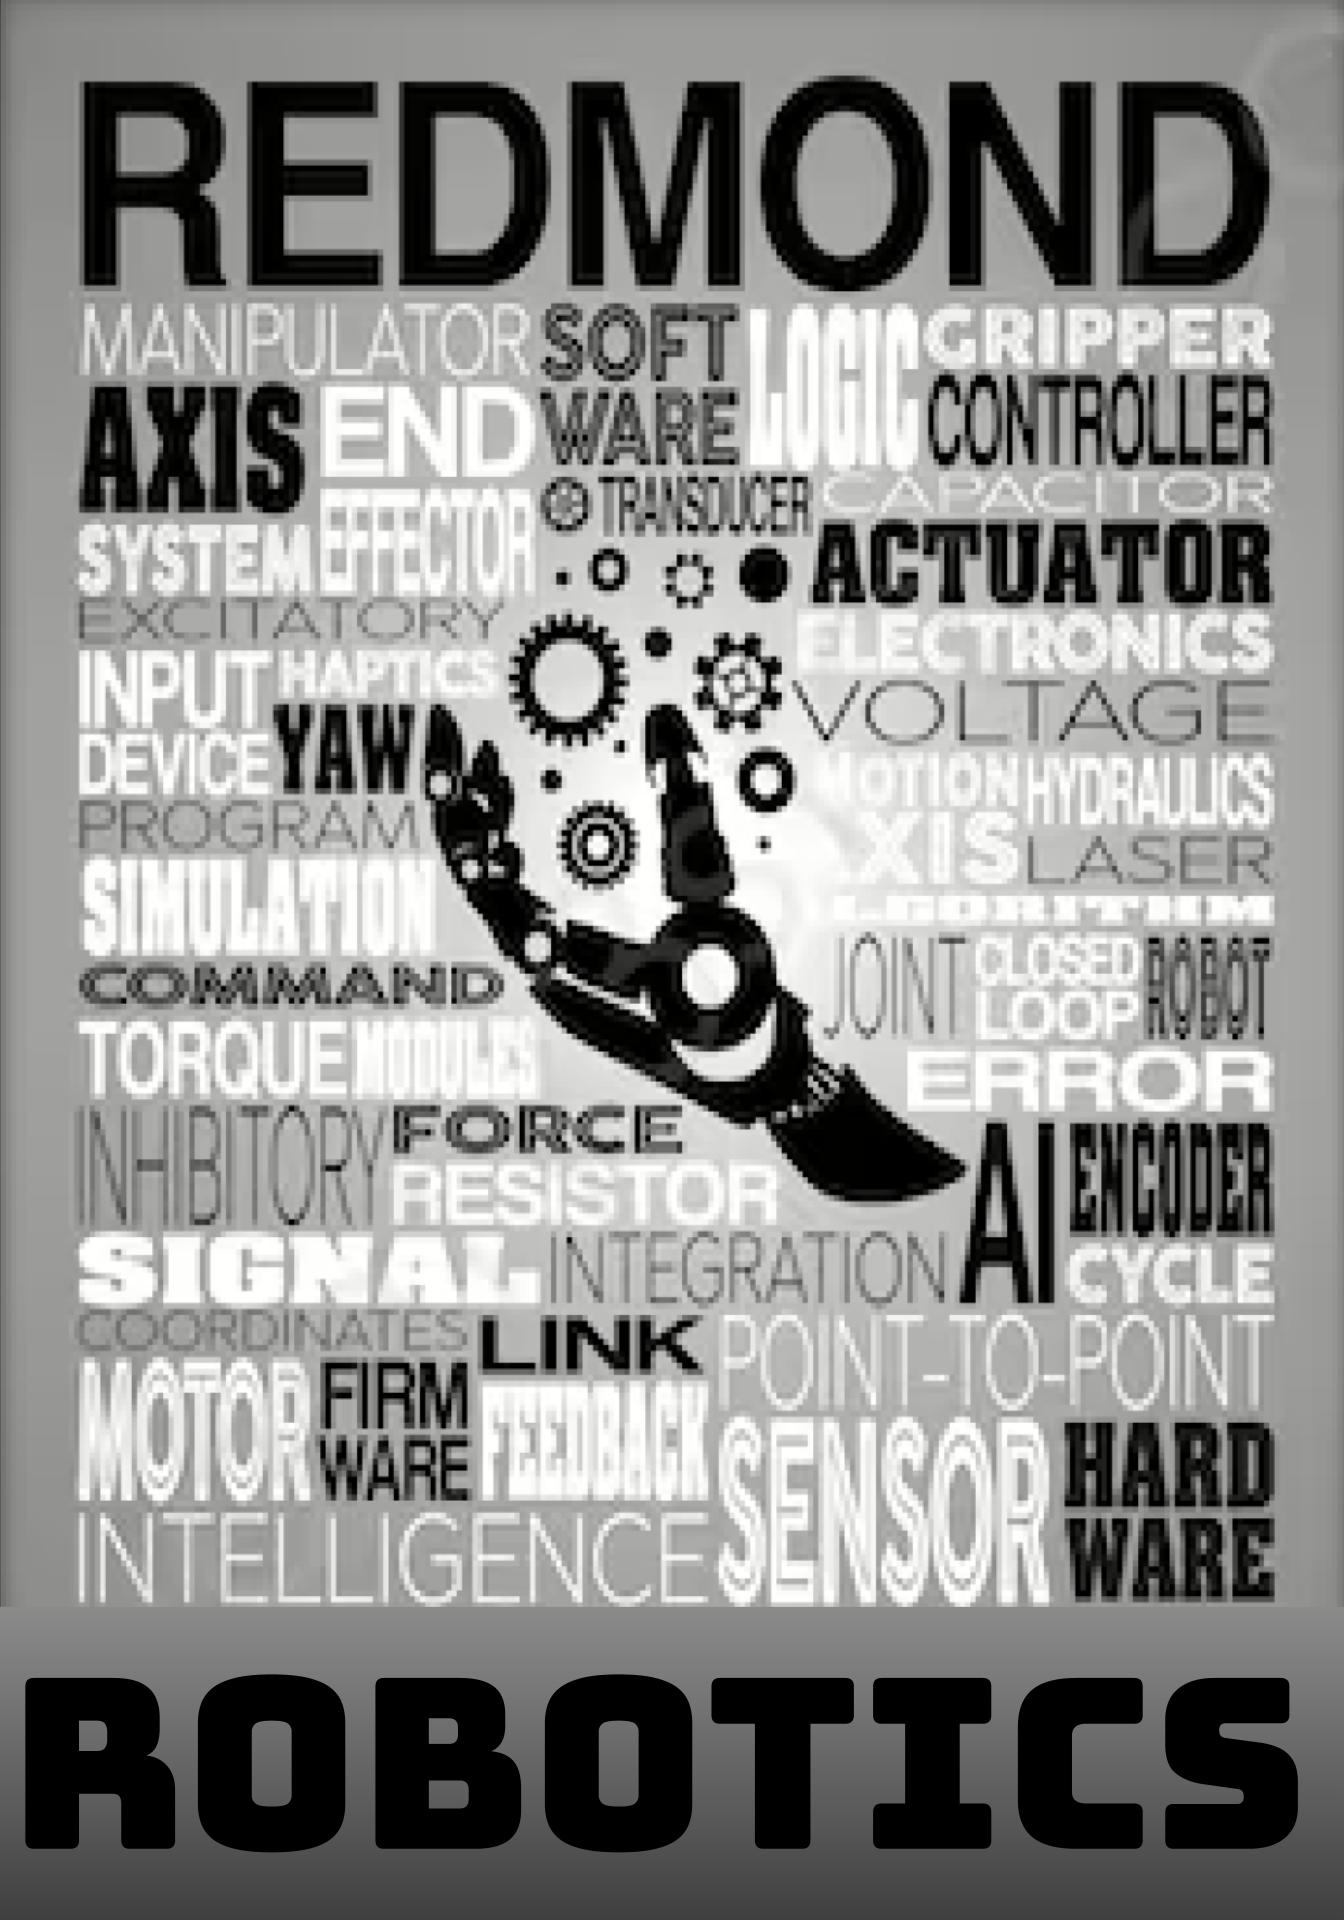 REDMOND
MANIPULATOR
SOFT
WARE
LOGIC
GRIPPER
CONTROLLER
AXIS
END
EFFECTOR
TRANSDUCER
CAPACITOR
SYSTEM
ACTUATOR
EXCITATORY
ELECTRONICS
INPUT
DEVICE
HAPTICS
YAW
VOLTAGE
MOTION
HYDRAULICS
PROGRAM
XIS
LASER
SIMULATION
LGORITHM
COMMAND
JOINT
CLOSED
LOOP
ROBOT
TORQUE
MODULES
ERROR
INHIBITORY
FORCE
RESISTOR
AI
ENCODER
CYCLE
SIGNAL
INTEGRATION
COORDINATES
LINK
POINT-TO-POINT
MOTOR
FIRM
WARE
FEEDBACK
SENSOR
HARD
WARE
INTELLIGENCE
ROBOTICS